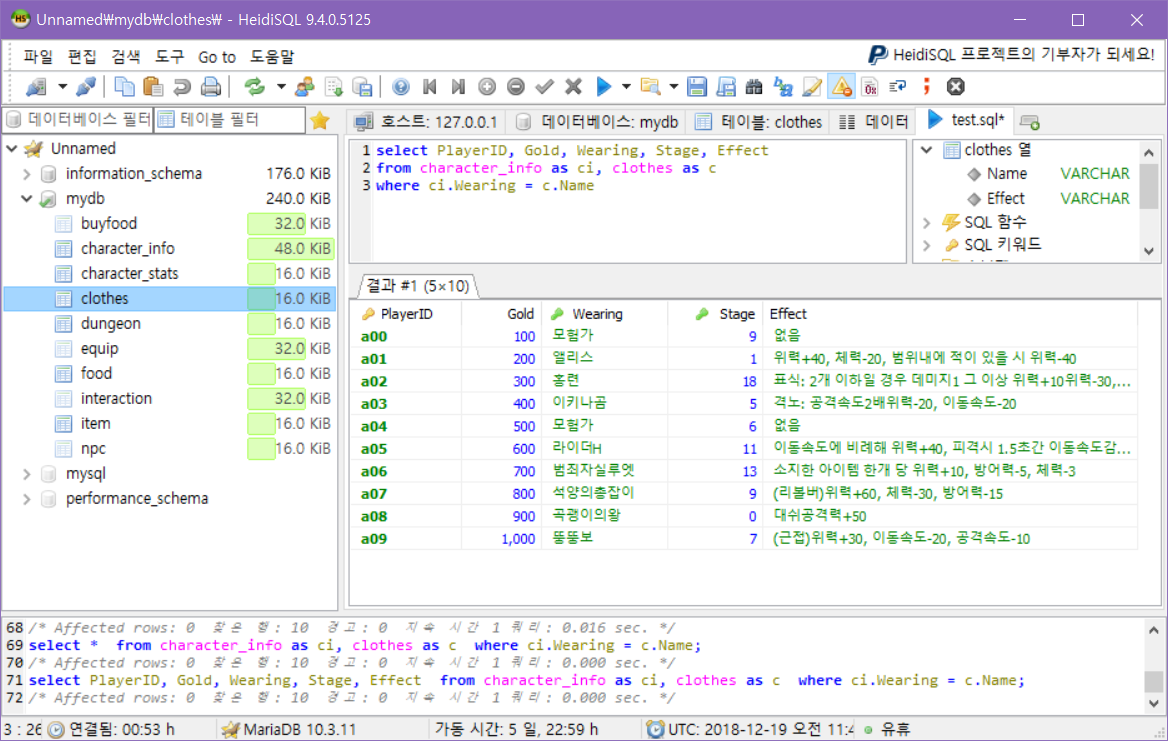 Unnamed₩mydb₩clothes₩ - HeidiSQL 9.4.0.5125
파일 편집 검색 도구 Go to 도움말
HeidiSQL 프로젝트의 기부자가 되세요!
데이터베이스 필터 테이블 필터
호스트: 127.0.0.1 데이터베이스: mydb 테이블: clothes 데이터 test.sql*
Unnamed
information_schema 176.0 KiB
mydb 240.0 KiB
buyfood 32.0 KiB
character_info 48.0 KiB
character_stats 16.0 KiB
clothes 16.0 KiB
dungeon 16.0 KiB
equip 32.0 KiB
food 16.0 KiB
interaction 32.0 KiB
item 16.0 KiB
npc 16.0 KiB
mysql
performance_schema
1 select PlayerID, Gold, Wearing, Stage, Effect
2 from character_info as ci, clothes as c
3 where ci.Wearing = c.Name
clothes 열
Name VARCHAR
Effect VARCHAR
SQL 함수
SQL 키워드
결과 #1 (5×10)
PlayerID Gold Wearing Stage Effect
a00 100 모험가 9 없음
a01 200 앨리스 1 위력+40, 체력-20, 범위내에 적이 있을 시 위력-40
a02 300 홍련 18 표식: 2개 이하일 경우 데미지1 그 이상 위력+10위력-30,...
a03 400 이키나곰 5 격노: 공격속도2배위력-20, 이동속도-20
a04 500 모험가 6 없음
a05 600 라이더H 11 이동속도에 비례해 위력+40, 피격시 1.5초간 이동속도감...
a06 700 범죄자실루엣 13 소지한 아이템 한개 당 위력+10, 방어력-5, 체력-3
a07 800 석양의총잡이 9 (리볼버)위력+60, 체력-30, 방어력-15
a08 900 곡괭이의왕 0 대쉬공격력+50
a09 1,000 뚱뚱보 7 (근접)위력+30, 이동속도-20, 공격속도-10
68 /* Affected rows: 0 찾은 행: 10 경고: 0 지속 시간 1 쿼리: 0.016 sec. */
69 select * from character_info as ci, clothes as c where ci.Wearing = c.Name;
70 /* Affected rows: 0 찾은 행: 10 경고: 0 지속 시간 1 쿼리: 0.000 sec. */
71 select PlayerID, Gold, Wearing, Stage, Effect from character_info as ci, clothes as c where ci.Wearing = c.Name;
72 /* Affected rows: 0 찾은 행: 10 경고: 0 지속 시간 1 쿼리: 0.000 sec. */
3 : 26 연결됨: 00:53 h MariaDB 10.3.11 가동 시간: 5 일, 22:59 h UTC: 2018-12-19 오전 11:4 유휴